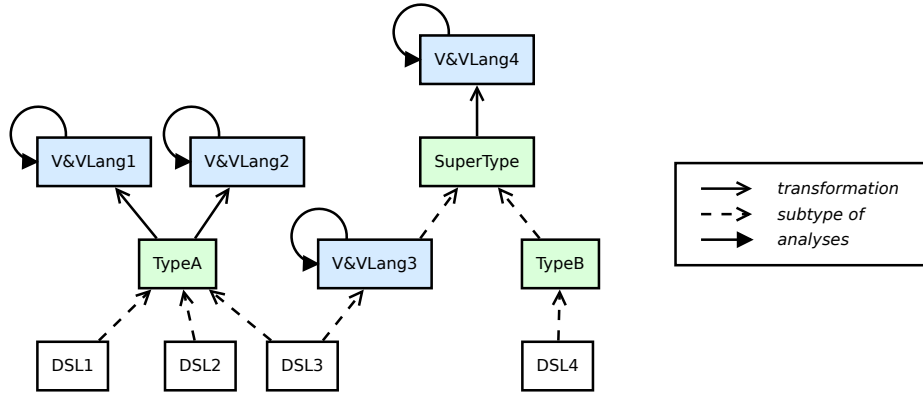 V&VLang4
V&VLang1
V&VLang2
SuperType
transformation
subtype of
analyses
TypeA
V&VLang3
TypeB
DSL1
DSL2
DSL3
DSL4